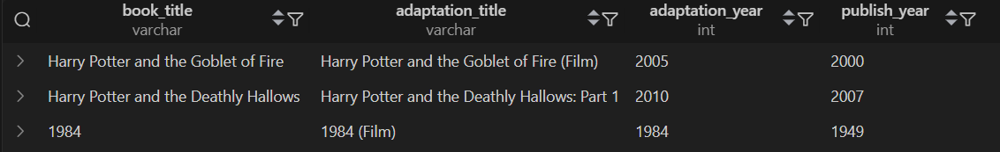 book_title adaptation_title adaptation_year publish_year
varchar varchar int int
Harry Potter and the Goblet of Fire Harry Potter and the Goblet of Fire (Film) 2005 2000
Harry Potter and the Deathly Hallows Harry Potter and the Deathly Hallows: Part 1 2010 2007
1984 1984 (Film) 1984 1949